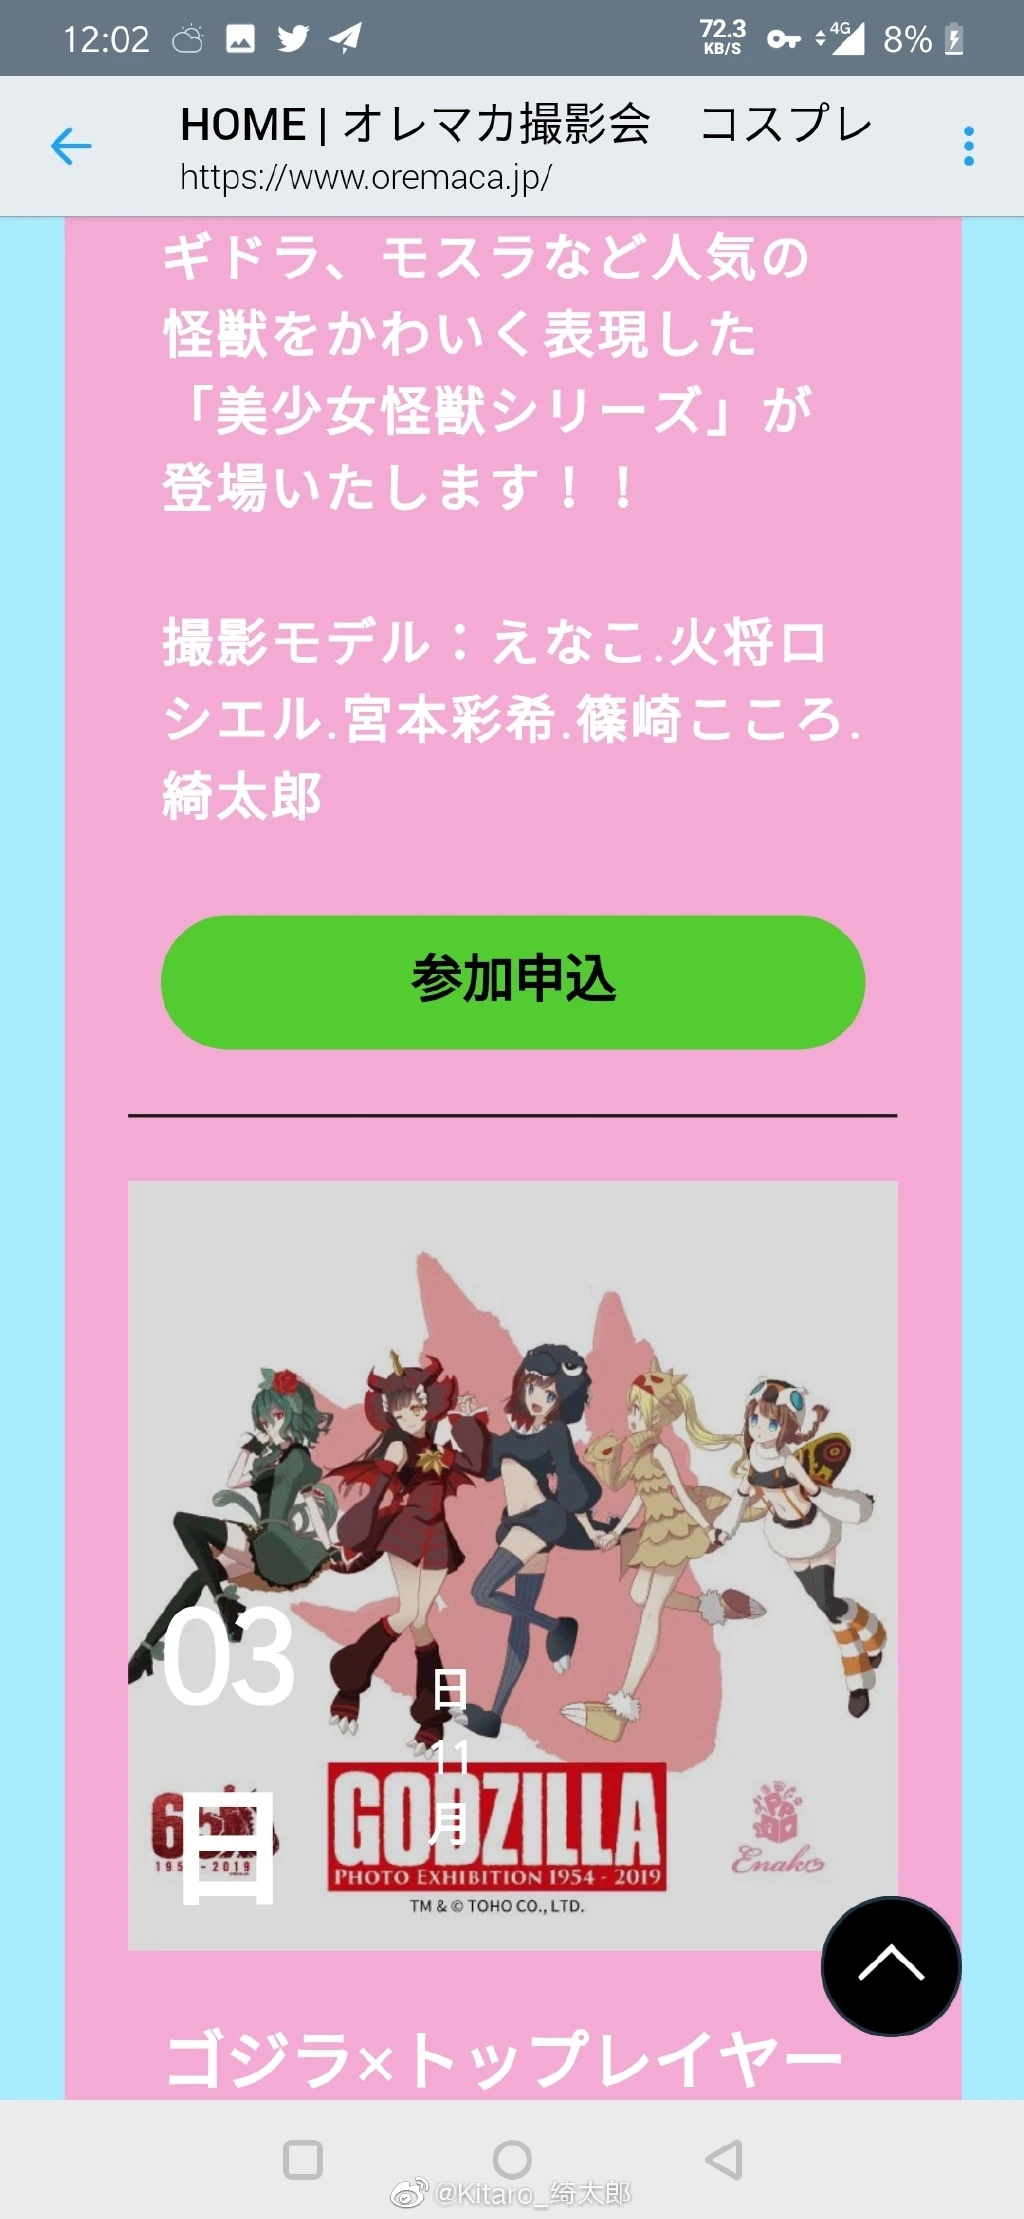 12:02
72.3
KB/S
4G
8%
HOME | オレマカ撮影会　コスプレ
https://www.oremaca.jp/
ギドラ、モスラなど人気の
怪獣をかわいく表現した
「美少女怪獣シリーズ」が
登場いたします！！
撮影モデル：えなこ.火将ロ
シエル.宮本彩希.篠崎こころ.
綺太郎
参加申込
03
日
日
11
月
65
1954-2019
GODZILLA
PHOTO EXHIBITION 1954 - 2019
TM & © TOHO CO., LTD.
Enako
ゴジラ×トッププレイヤー
@Kitaro_绮太郎